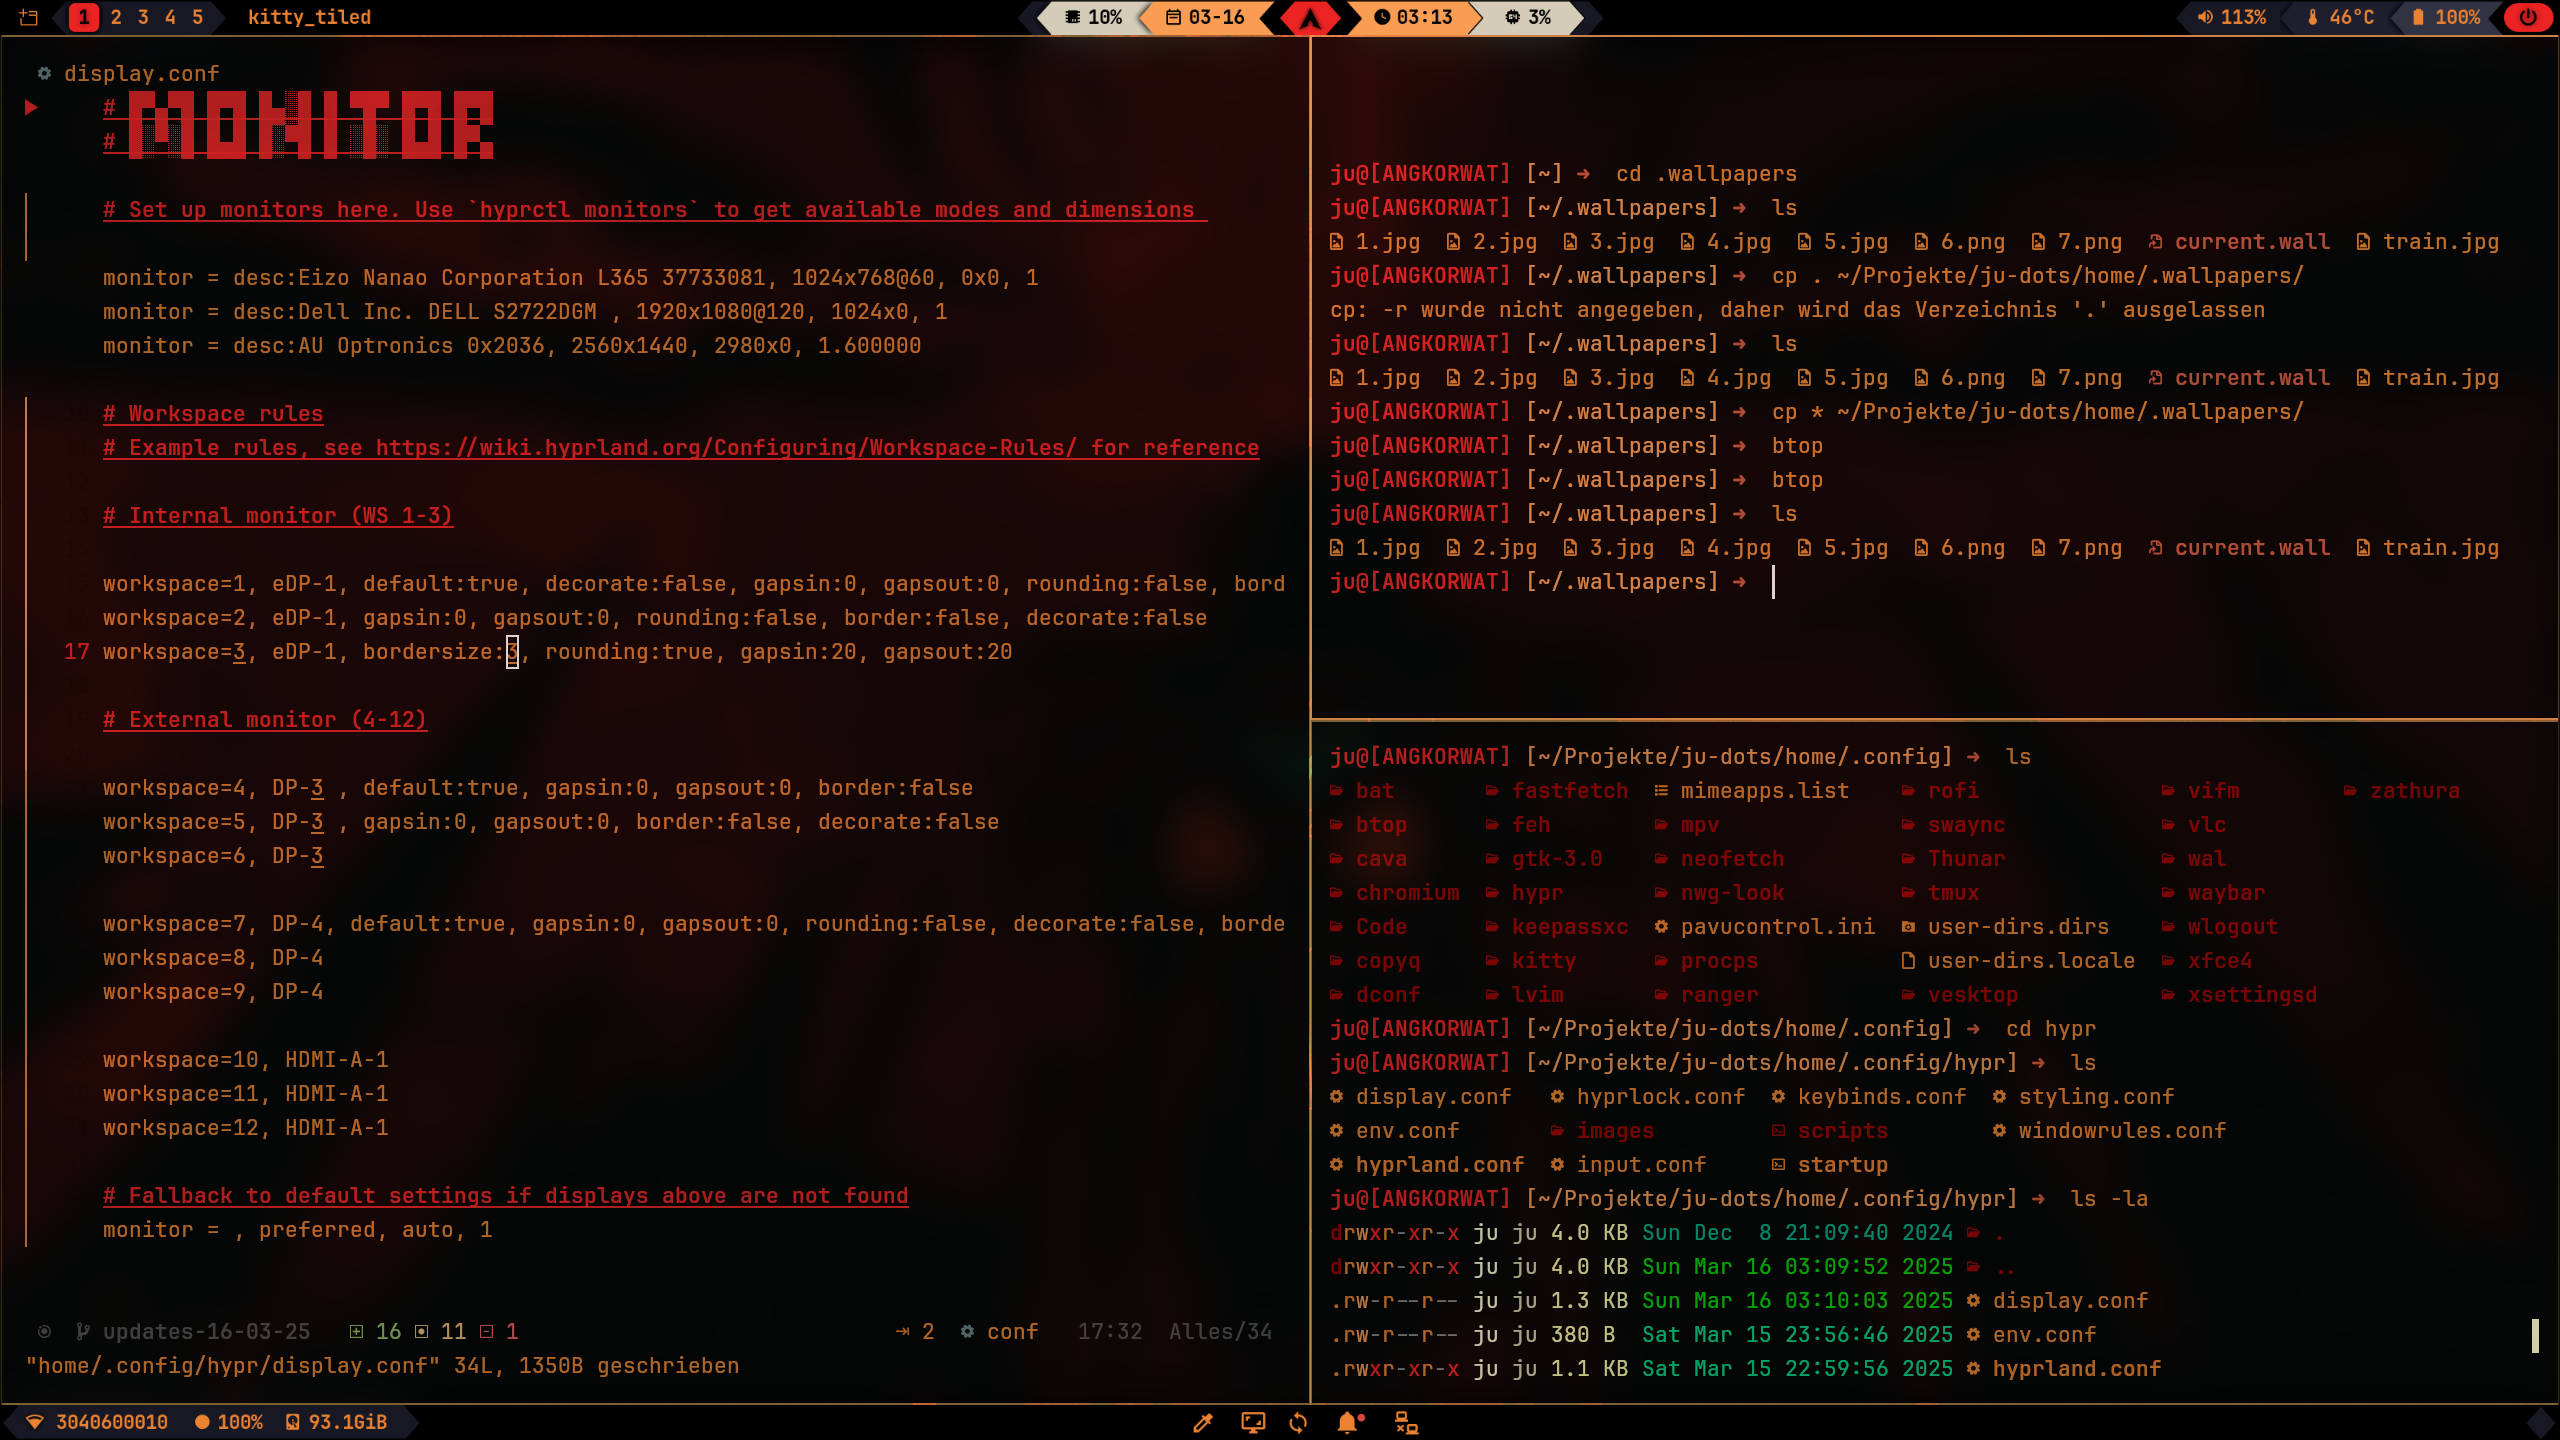 1 2 3 4 5 kitty_tiled 10% 03-16 03:13 3% 113% 46°C 100%
display.conf
# MONITOR
#
# Set up monitors here. Use `hyprctl monitors` to get available modes and dimensions
monitor = desc:Eizo Nanao Corporation L365 37733081, 1024x768@60, 0x0, 1
monitor = desc:Dell Inc. DELL S2722DGM , 1920x1080@120, 1024x0, 1
monitor = desc:AU Optronics 0x2036, 2560x1440, 2980x0, 1.600000
# Workspace rules
# Example rules, see https://wiki.hyprland.org/Configuring/Workspace-Rules/ for reference
# Internal monitor (WS 1-3)
workspace=1, eDP-1, default:true, decorate:false, gapsin:0, gapsout:0, rounding:false, bord
workspace=2, eDP-1, gapsin:0, gapsout:0, rounding:false, border:false, decorate:false
17 workspace=3, eDP-1, bordersize:3, rounding:true, gapsin:20, gapsout:20
# External monitor (4-12)
workspace=4, DP-3 , default:true, gapsin:0, gapsout:0, border:false
workspace=5, DP-3 , gapsin:0, gapsout:0, border:false, decorate:false
workspace=6, DP-3
workspace=7, DP-4, default:true, gapsin:0, gapsout:0, rounding:false, decorate:false, borde
workspace=8, DP-4
workspace=9, DP-4
workspace=10, HDMI-A-1
workspace=11, HDMI-A-1
workspace=12, HDMI-A-1
# Fallback to default settings if displays above are not found
monitor = , preferred, auto, 1
updates-16-03-25 16 11 1 2 conf 17:32 Alles/34
"home/.config/hypr/display.conf" 34L, 1350B geschrieben
ju@[ANGKORWAT] [~] → cd .wallpapers
ju@[ANGKORWAT] [~/.wallpapers] → ls
1.jpg 2.jpg 3.jpg 4.jpg 5.jpg 6.png 7.png current.wall train.jpg
ju@[ANGKORWAT] [~/.wallpapers] → cp . ~/Projekte/ju-dots/home/.wallpapers/
cp: -r wurde nicht angegeben, daher wird das Verzeichnis '.' ausgelassen
ju@[ANGKORWAT] [~/.wallpapers] → ls
1.jpg 2.jpg 3.jpg 4.jpg 5.jpg 6.png 7.png current.wall train.jpg
ju@[ANGKORWAT] [~/.wallpapers] → cp * ~/Projekte/ju-dots/home/.wallpapers/
ju@[ANGKORWAT] [~/.wallpapers] → btop
ju@[ANGKORWAT] [~/.wallpapers] → btop
ju@[ANGKORWAT] [~/.wallpapers] → ls
1.jpg 2.jpg 3.jpg 4.jpg 5.jpg 6.png 7.png current.wall train.jpg
ju@[ANGKORWAT] [~/.wallpapers] →
ju@[ANGKORWAT] [~/Projekte/ju-dots/home/.config] → ls
bat fastfetch mimeapps.list rofi vifm zathura
btop feh mpv swaync vlc
cava gtk-3.0 neofetch Thunar wal
chromium hypr nwg-look tmux waybar
Code keepassxc pavucontrol.ini user-dirs.dirs wlogout
copyq kitty procps user-dirs.locale xfce4
dconf lvim ranger vesktop xsettingsd
ju@[ANGKORWAT] [~/Projekte/ju-dots/home/.config] → cd hypr
ju@[ANGKORWAT] [~/Projekte/ju-dots/home/.config/hypr] → ls
display.conf hyprlock.conf keybinds.conf styling.conf
env.conf images scripts windowrules.conf
hyprland.conf input.conf startup
ju@[ANGKORWAT] [~/Projekte/ju-dots/home/.config/hypr] → ls -la
drwxr-xr-x ju ju 4.0 KB Sun Dec 8 21:09:40 2024 .
drwxr-xr-x ju ju 4.0 KB Sun Mar 16 03:09:52 2025 ..
.rw-r--r-- ju ju 1.3 KB Sun Mar 16 03:10:03 2025 display.conf
.rw-r--r-- ju ju 380 B Sat Mar 15 23:56:46 2025 env.conf
.rwxr-xr-x ju ju 1.1 KB Sat Mar 15 22:59:56 2025 hyprland.conf
3040600010 100% 93.1GiB